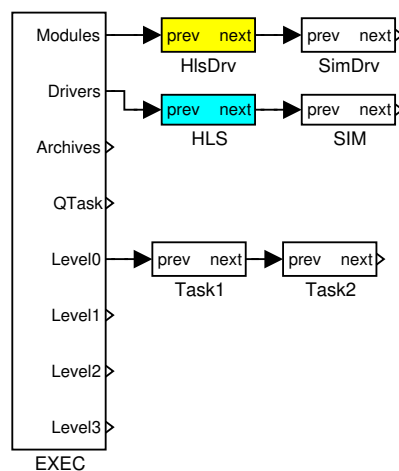 Modules prev next prev next
HlsDrv SimDrv
Drivers prev next prev next
HLS SIM
Archives
QTask
Level0 prev next prev next
Task1 Task2
Level1
Level2
Level3
EXEC